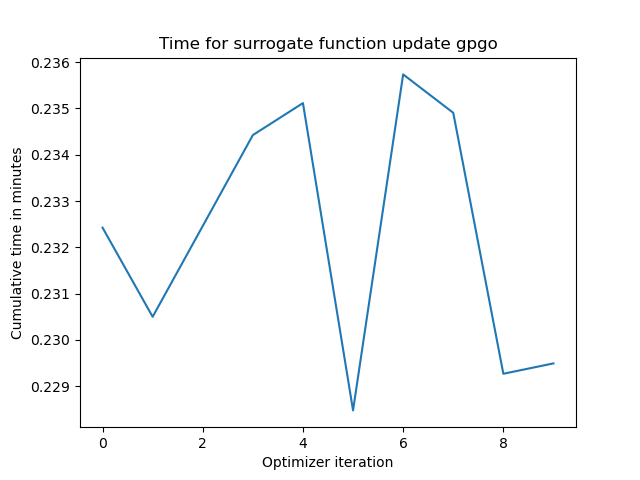 Time for surrogate function update gpgo
Cumulative time in minutes
0.236
0.235
0.234
0.233
0.232
0.231
0.230
0.229
0 2 4 6 8
Optimizer iteration